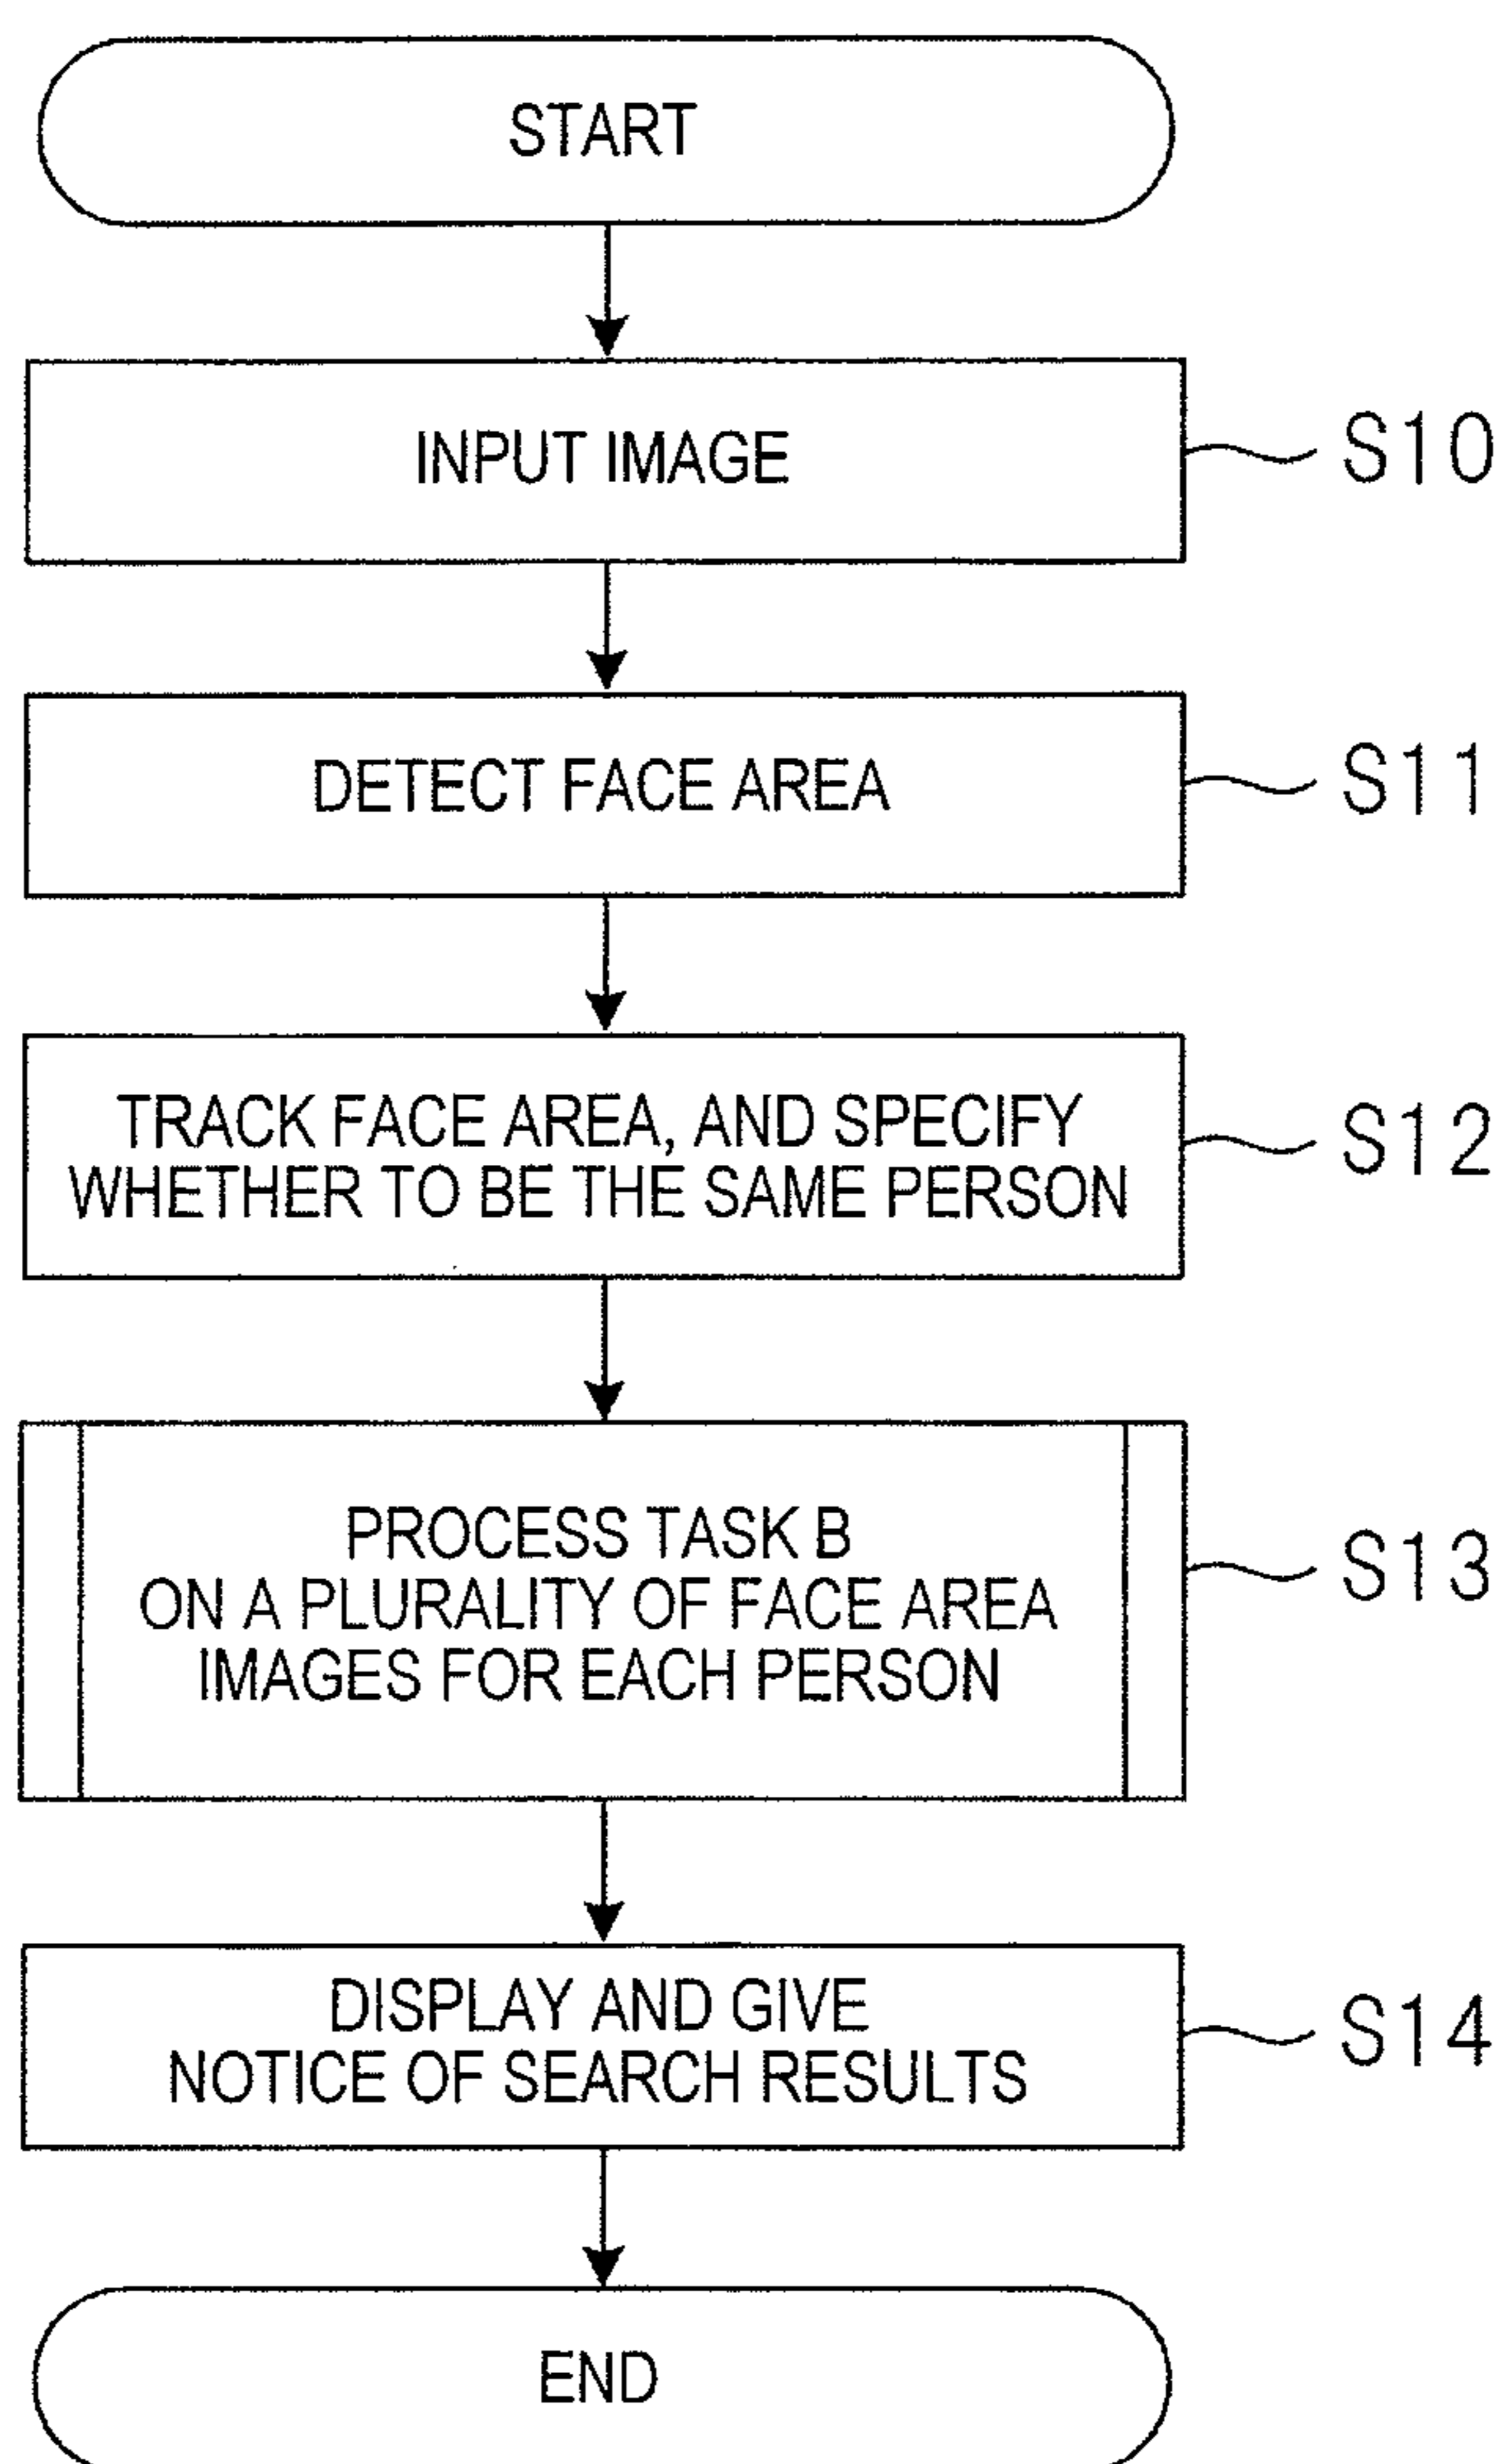 START
INPUT IMAGE
S10
DETECT FACE AREA
S11
TRACK FACE AREA, AND SPECIFY
WHETHER TO BE THE SAME PERSON
S12
PROCESS TASK B
ON A PLURALITY OF FACE AREA
IMAGES FOR EACH PERSON
S13
DISPLAY AND GIVE
NOTICE OF SEARCH RESULTS
S14
END